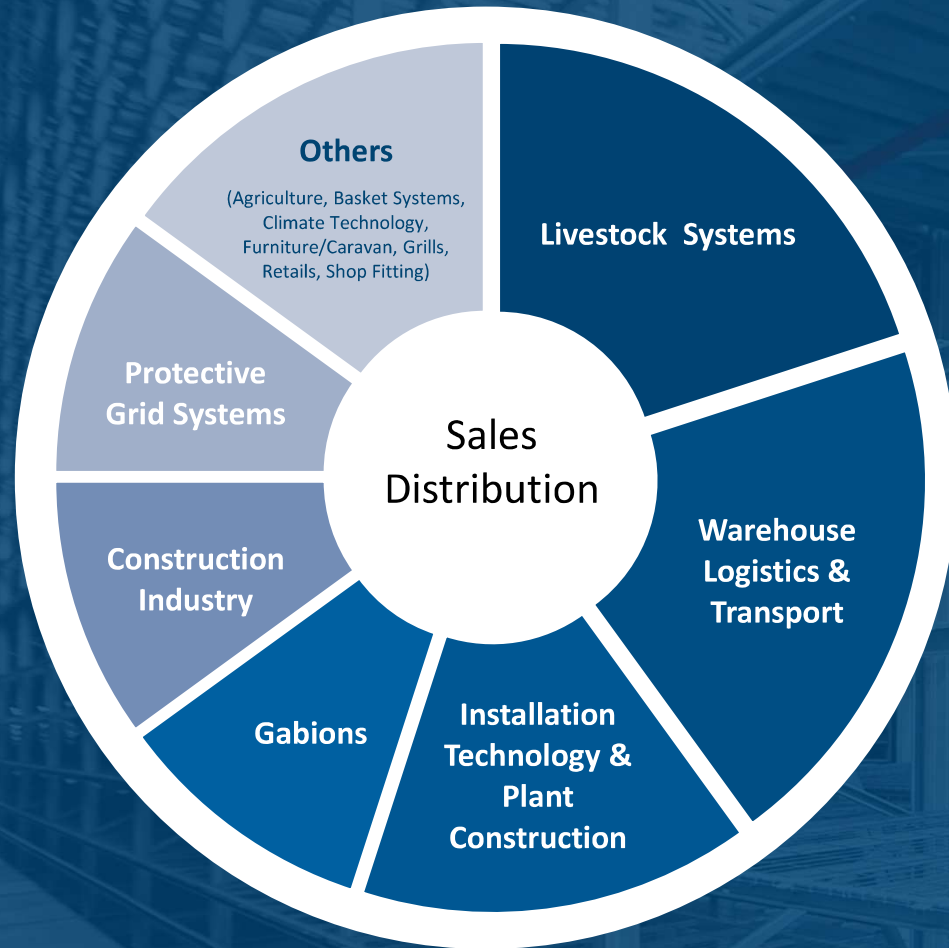 Sales
Distribution
Livestock Systems
Warehouse
Logistics &
Transport
Installation
Technology &
Plant
Construction
Gabions
Construction
Industry
Protective
Grid Systems
Others
(Agriculture, Basket Systems,
Climate Technology,
Furniture/Caravan, Grills,
Retails, Shop Fitting)